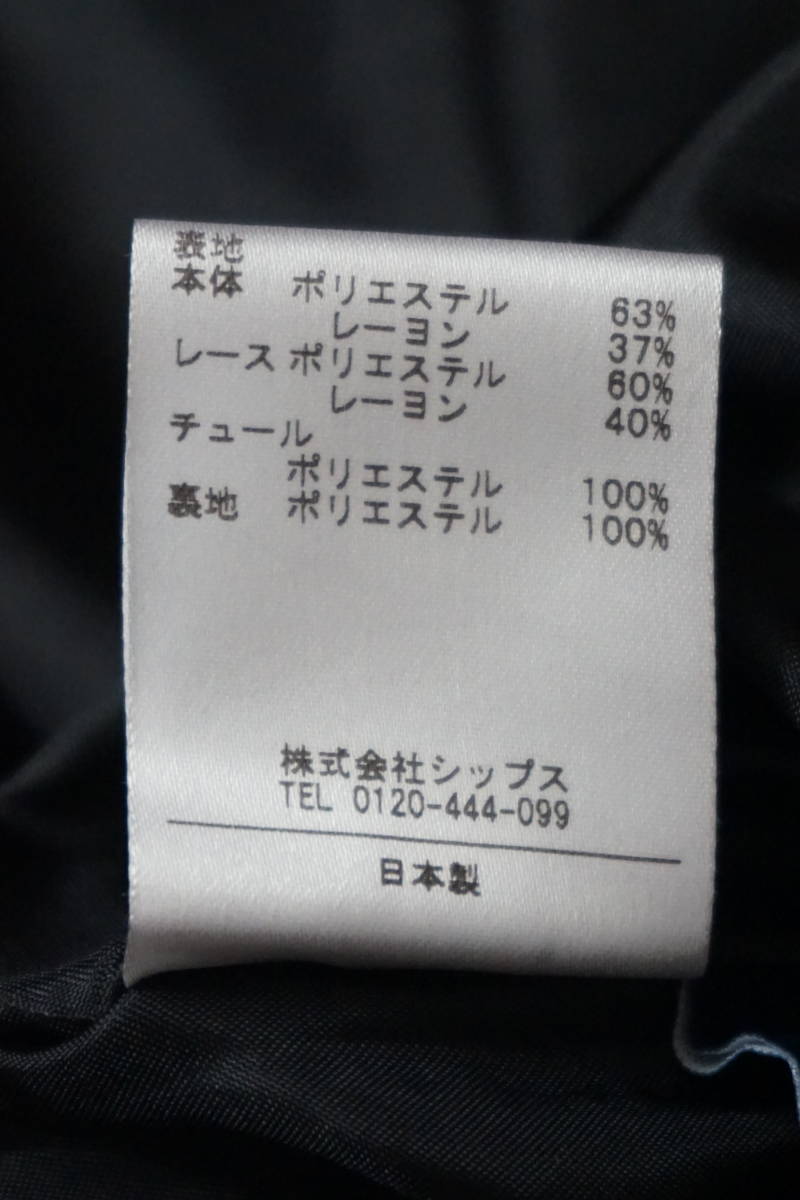 表地
本体 ポリエステル 63%
レーヨン 37%
レース ポリエステル 60%
レーヨン 40%
チュール
ポリエステル 100%
裏地 ポリエステル 100%
株式会社シップス
TEL 0120-444-099
日本製